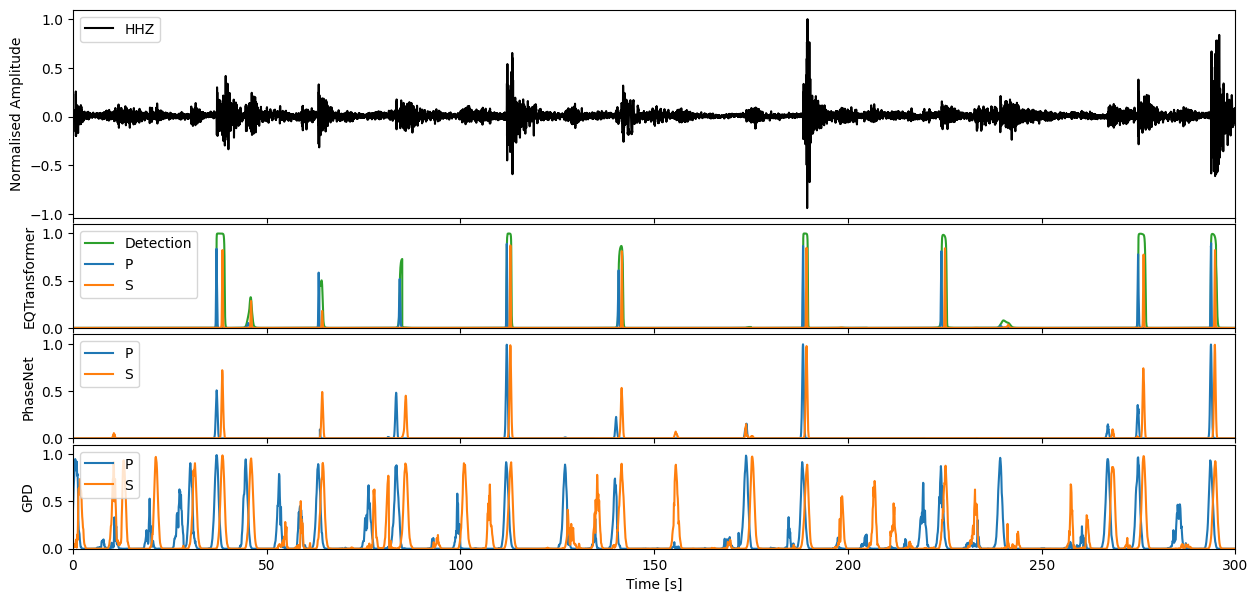 Normalised Amplitude
1.0
0.5
0.0
−0.5
−1.0
HHZ
EQTransformer
1.0
0.5
0.0
Detection
P
S
PhaseNet
1.0
0.5
0.0
P
S
GPD
1.0
0.5
0.0
P
S
0 50 100 150 200 250 300
Time [s]